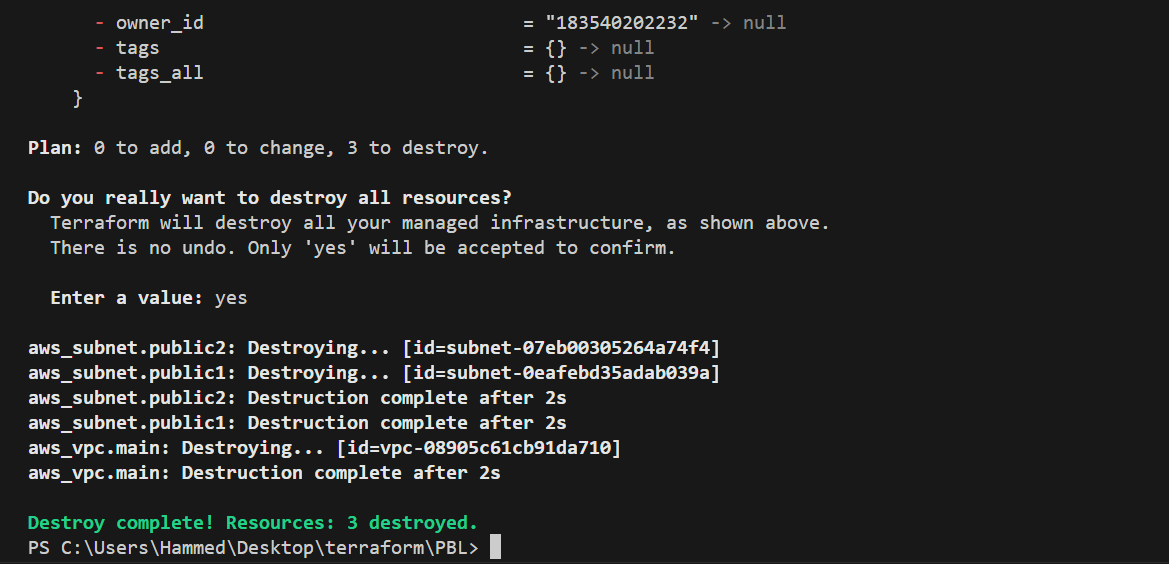 - owner_id = "183540202232" -> null
- tags = {} -> null
- tags_all = {} -> null
}
Plan: 0 to add, 0 to change, 3 to destroy.
Do you really want to destroy all resources?
Terraform will destroy all your managed infrastructure, as shown above.
There is no undo. Only 'yes' will be accepted to confirm.
Enter a value: yes
aws_subnet.public2: Destroying... [id=subnet-07eb00305264a74f4]
aws_subnet.public1: Destroying... [id=subnet-0eafebd35adab039a]
aws_subnet.public2: Destruction complete after 2s
aws_subnet.public1: Destruction complete after 2s
aws_vpc.main: Destroying... [id=vpc-08905c61cb91da710]
aws_vpc.main: Destruction complete after 2s
Destroy complete! Resources: 3 destroyed.
PS C:\Users\Hammed\Desktop\terraform\PBL>